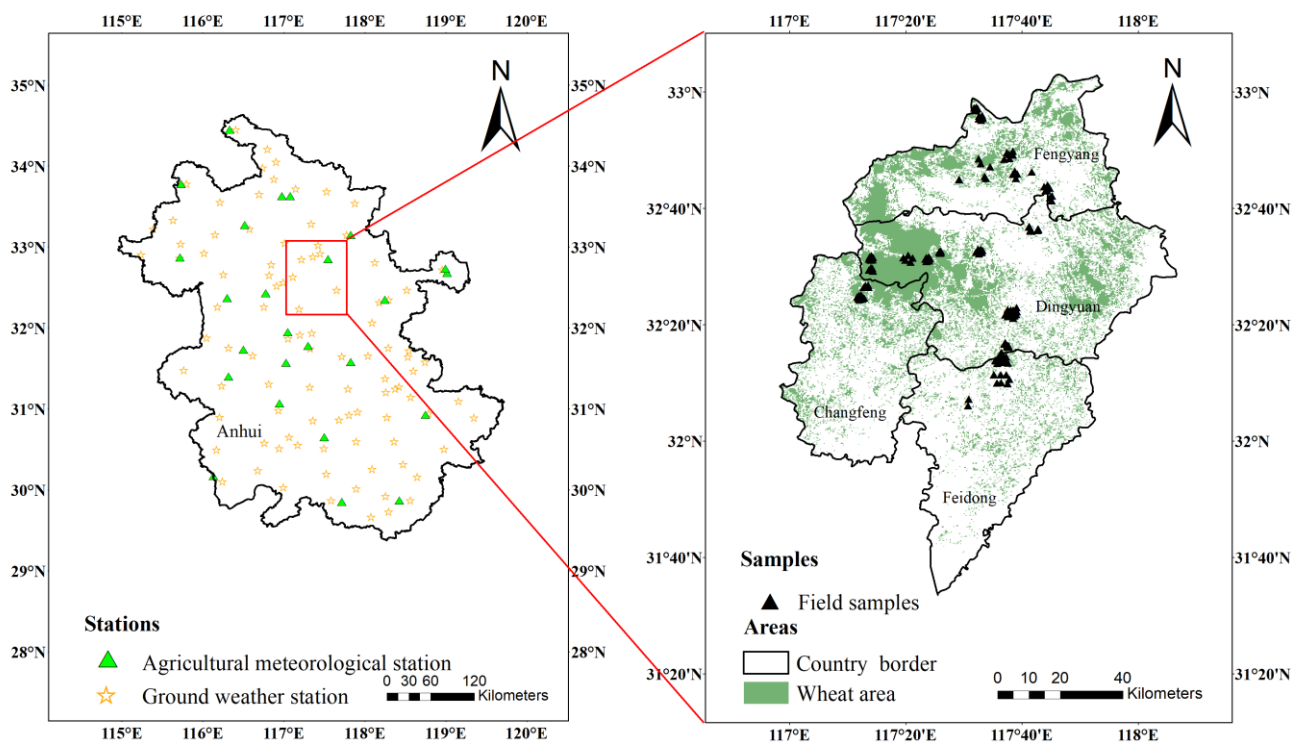 115°E 116°E 117°E 118°E 119°E 120°E
117°E 117°20'E 117°40'E 118°E
N
N
35°N 35°N
34°N 34°N
33°N 33°N
32°N 32°N
31°N 31°N
30°N 30°N
29°N 29°N
28°N 28°N
Anhui
Stations
Agricultural meteorological station
Ground weather station
0 30 60 120
Kilometers
115°E 116°E 117°E 118°E 119°E 120°E
33°N 33°N
32°40'N 32°40'N
32°20'N 32°20'N
32°N 32°N
31°40'N 31°40'N
31°20'N 31°20'N
Fengyang
Dingyuan
Changfeng
Feidong
Samples
Field samples
Areas
Country border
Wheat area
0 5 10 20 40
Kilometers
117°E 117°20'E 117°40'E 118°E